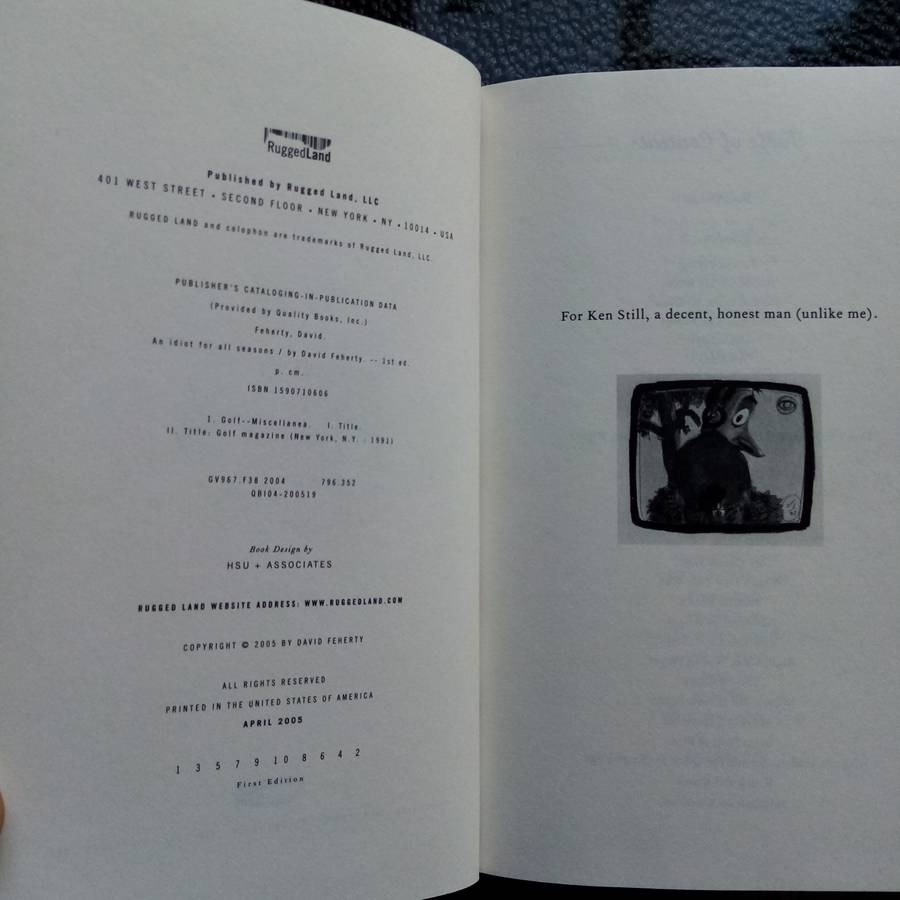 RuggedLand
Published by Rugged Land, LLC
401 WEST STREET • SECOND FLOOR • NEW YORK • NY • 10014 • USA
RUGGED LAND and colophon are trademarks of Rugged Land, LLC.
PUBLISHER'S CATALOGING-IN-PUBLICATION DATA
(Provided by Quality Books, Inc.)
Feherty, David.
An idiot for all seasons / by David Feherty. -- 1st ed.
p. cm.
ISBN 1590710606
1. Golf--Miscellanea. I. Title.
II. Title: Golf magazine (New York, N.Y. : 1991)
GV967.F38 2004 796.352
QBI04-200519
Book Design by
HSU + ASSOCIATES
RUGGED LAND WEBSITE ADDRESS: WWW.RUGGEDLAND.COM
COPYRIGHT © 2005 BY DAVID FEHERTY
ALL RIGHTS RESERVED
PRINTED IN THE UNITED STATES OF AMERICA
APRIL 2005
1 3 5 7 9 10 8 6 4 2
First Edition
For Ken Still, a decent, honest man (unlike me).